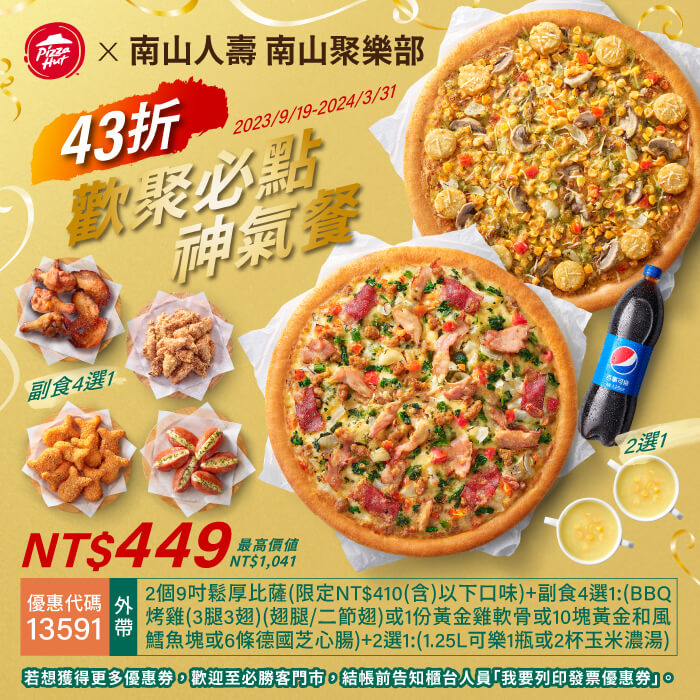 Pizza Hut × 南山人壽 南山聚樂部
43折
2023/9/19-2024/3/31
歡聚必點
神氣餐
副食4選1
百事可樂
2選1
NT$449
最高價值
NT$1,041
優惠代碼
13591
外帶
2個9吋鬆厚比薩(限定NT$410(含)以下口味)+副食4選1:(BBQ
烤雞(3腿3翅)(翅腿/二節翅)或1份黃金雞軟骨或10塊黃金和風
鱈魚塊或6條德國芝心腸)+2選1:(1.25L可樂1瓶或2杯玉米濃湯)
若想獲得更多優惠券，歡迎至必勝客門市，結帳前告知櫃台人員「我要列印發票優惠券」。